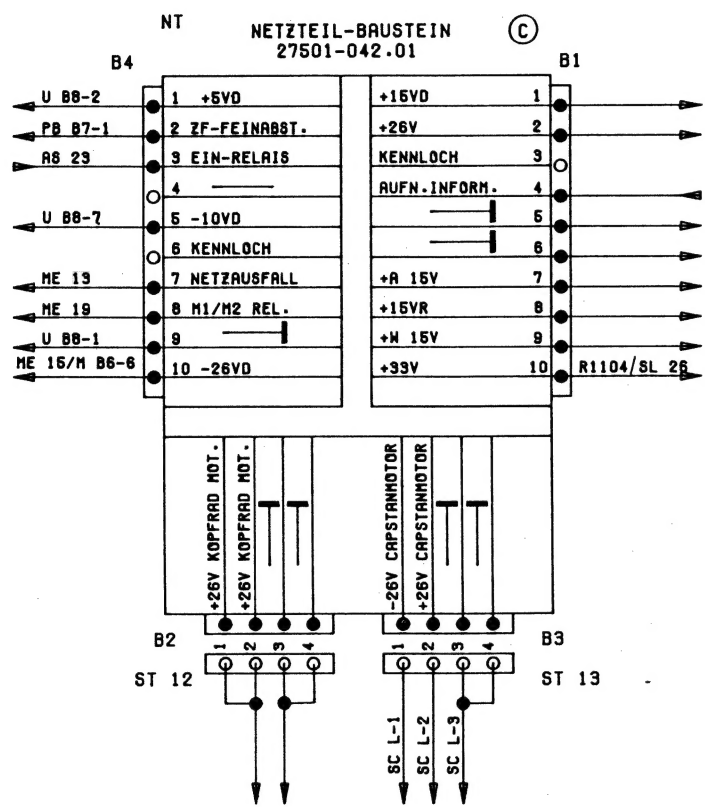 NT
NETZTEIL-BAUSTEIN
27501-042.01
C
B4
B1
U B8-2
1 +5VD
PB B7-1
2 ZF-FEINABST.
AS 23
3 EIN-RELAIS
4
U B8-7
5 -10VD
6 KENNLOCH
ME 13
7 NETZAUSFALL
ME 19
8 M1/M2 REL.
U B8-1
9
ME 15/M B6-6
10 -26VD
+15VD 1
+26V 2
KENNLOCH 3
AUFN.INFORM. 4
5
6
+A 15V 7
+15VR 8
+W 15V 9
+33V 10
R1104/SL 26
+26V KOPFRAD MOT.
+26V KOPFRAD MOT.
-26V CAPSTANMOTOR
+26V CAPSTANMOTOR
B2
1 2 3 4
ST 12
B3
1 2 3 4
ST 13
SC L-1
SC L-2
SC L-3